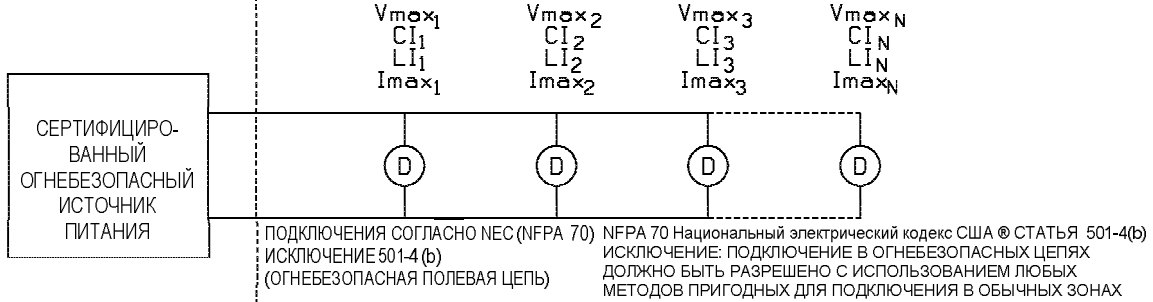 Vmax1 Vmax2 Vmax3 VmaxN
CI1 CI2 CI3 CIN
LI1 LI2 LI3 LIN
Imax1 Imax2 Imax3 ImaxN
СЕРТИФИЦИРО-
ВАННЫЙ
ОГНЕБЕЗОПАСНЫЙ
ИСТОЧНИК
ПИТАНИЯ
D D D D
ПОДКЛЮЧЕНИЯ СОГЛАСНО NEC (NFPA 70)
ИСКЛЮЧЕНИЕ 501-4 (b)
(ОГНЕБЕЗОПАСНАЯ ПОЛЕВАЯ ЦЕПЬ)
NFPA 70 Национальный электрический кодекс США ® СТАТЬЯ 501-4(b)
ИСКЛЮЧЕНИЕ: ПОДКЛЮЧЕНИЕ В ОГНЕБЕЗОПАСНЫХ ЦЕПЯХ
ДОЛЖНО БЫТЬ РАЗРЕШЕНО С ИСПОЛЬЗОВАНИЕМ ЛЮБЫХ
МЕТОДОВ ПРИГОДНЫХ ДЛЯ ПОДКЛЮЧЕНИЯ В ОБЫЧНЫХ ЗОНАХ